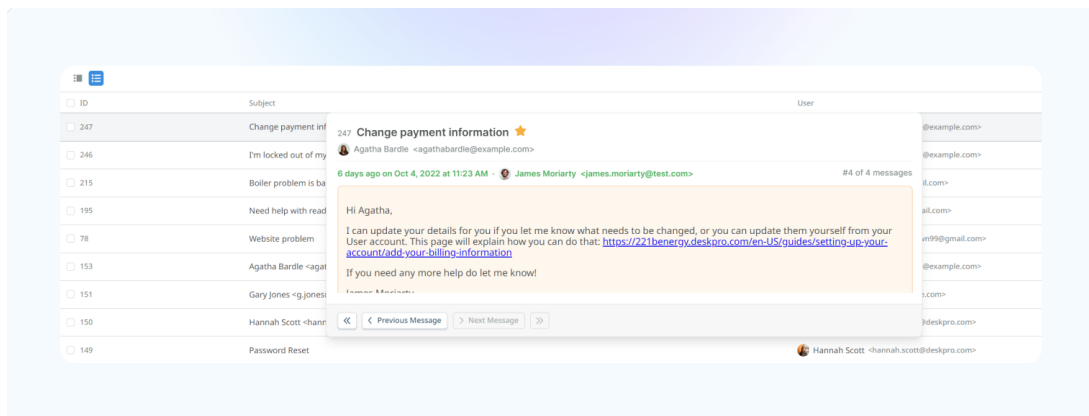 ID Subject User
247 Change payment inf @example.com>
247 Change payment information
Agatha Bardle <agathabardle@example.com>
246 I'm locked out of my @example.com>
6 days ago on Oct 4, 2022 at 11:23 AM - James Moriarty <james.moriarty@test.com> #4 of 4 messages
215 Boiler problem is ba il.com>
Hi Agatha,
195 Need help with read ail.com>
I can update your details for you if you let me know what needs to be changed, or you can update them yourself from your
78 Website problem vn99@gmail.com>
User account. This page will explain how you can do that: https://221benergy.deskpro.com/en-US/guides/setting-up-your-
account/add-your-billing-information
153 Agatha Bardle <agat @example.com>
If you need any more help do let me know!
151 Gary Jones <g.jones e.com>
James Moriarty
150 Hannah Scott <hann @deskpro.com>
Previous Message Next Message
149 Password Reset Hannah Scott <hannah.scott@deskpro.com>